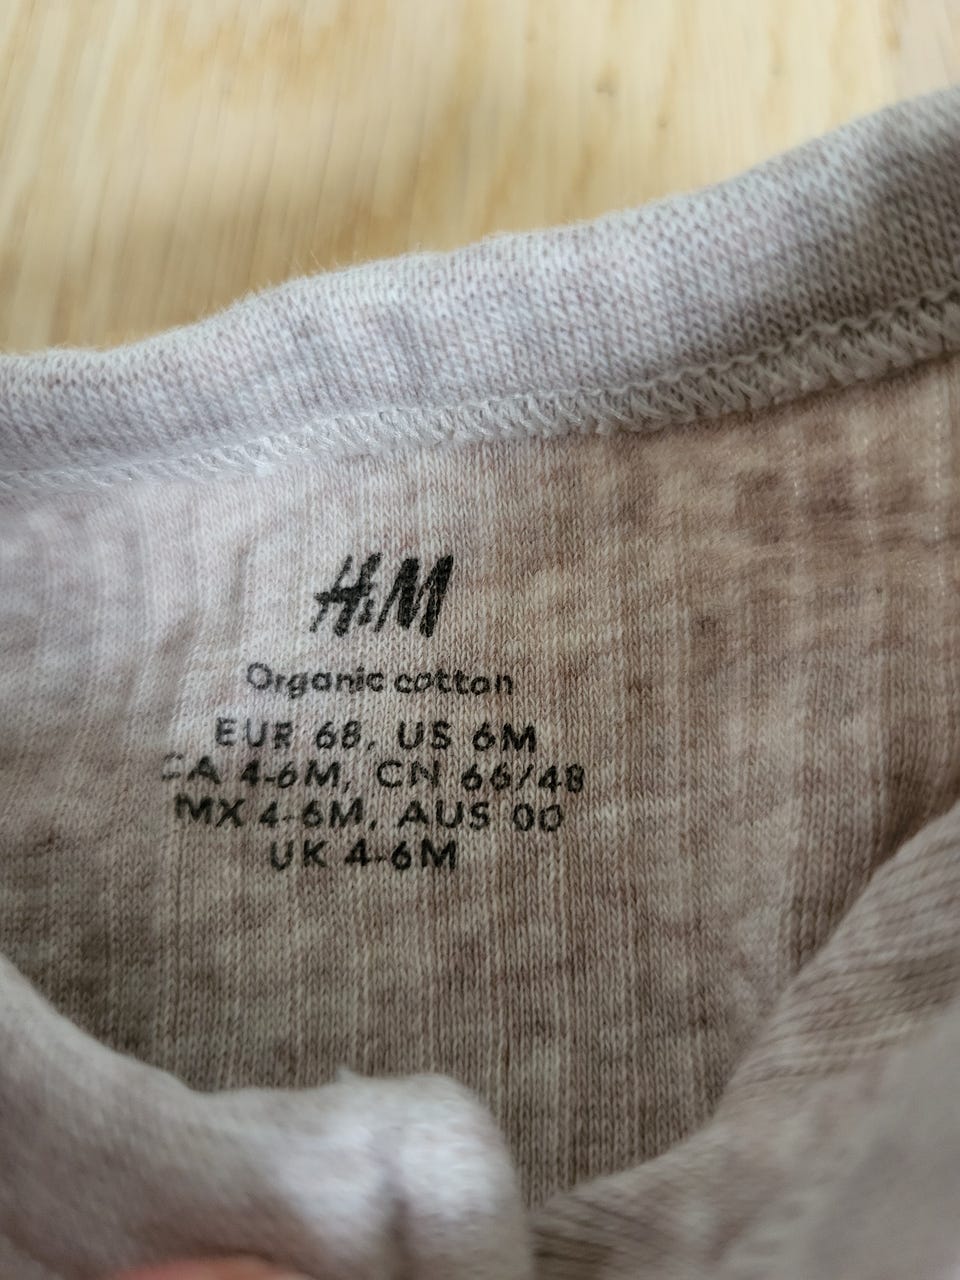 H&M
Organic cotton
EUR 68, US 6M
CA 4-6M, CN 66/48
MX 4-6M, AUS 00
UK 4-6M